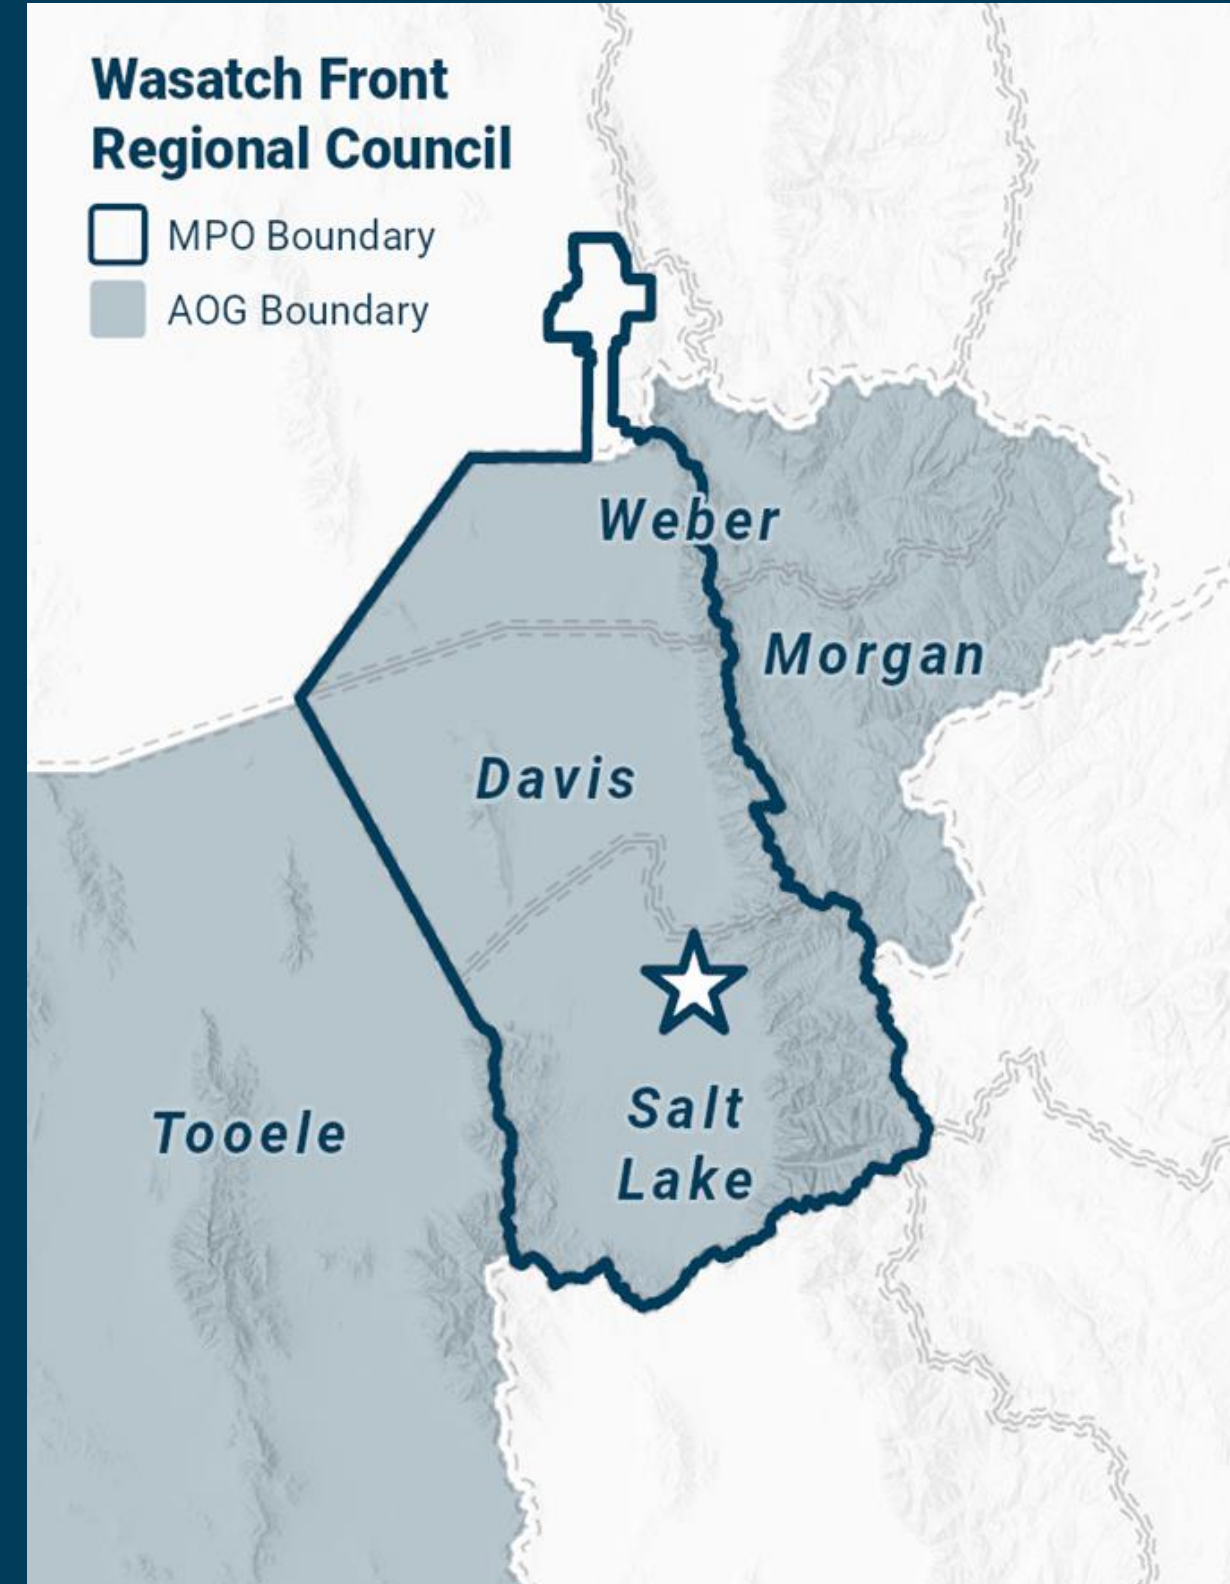 Wasatch Front
Regional Council
MPO Boundary
AOG Boundary
Weber
Morgan
Davis
Salt
Lake
Tooele